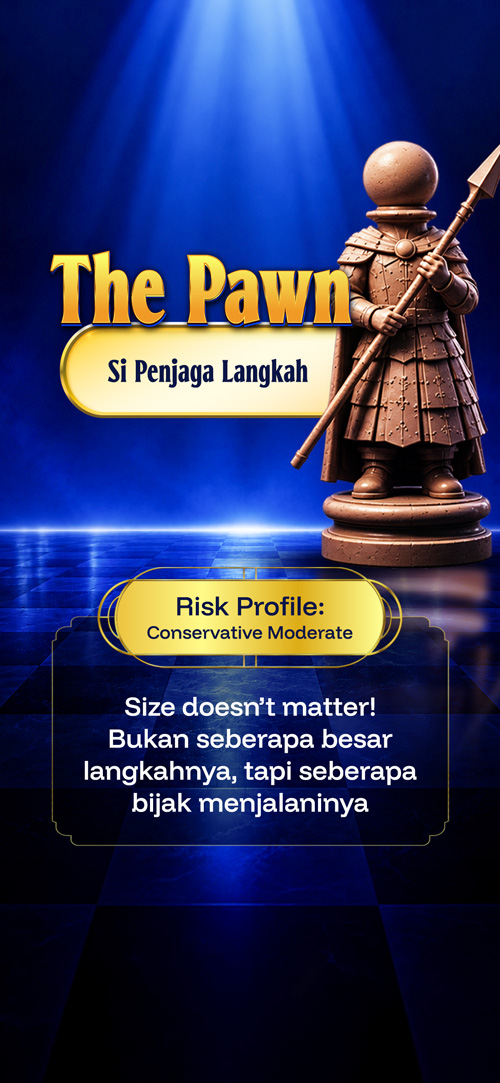 The Pawn
Si Penjaga Langkah
Risk Profile:
Conservative Moderate
Size doesn’t matter!
Bukan seberapa besar
langkahnya, tapi seberapa
bijak menjalaninya